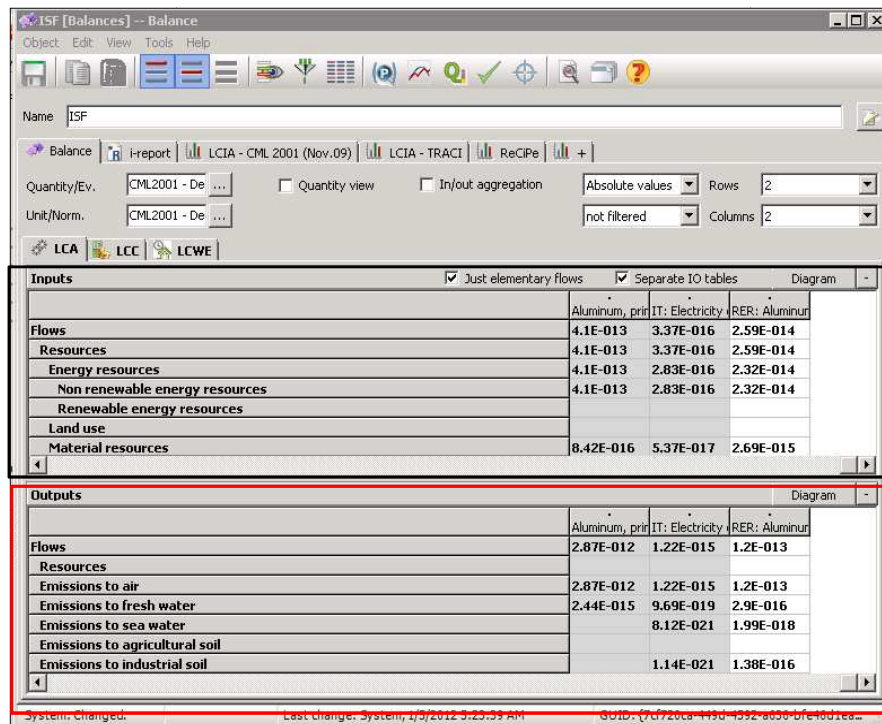 ISF [Balances] -- Balance
Object Edit View Tools Help
Name ISF
Balance i-report LCIA - CML 2001 (Nov.09) LCIA - TRACI ReCiPe +
Quantity/Ev. CML2001 - De ... Quantity view In/out aggregation Absolute values Rows 2
Unit/Norm. CML2001 - De ... not filtered Columns 2
LCA LCC LCWE
Inputs Just elementary flows Separate IO tables Diagram -
Aluminum, prir IT: Electricity RER: Aluminur
Flows 4.1E-013 3.37E-016 2.59E-014
Resources 4.1E-013 3.37E-016 2.59E-014
Energy resources 4.1E-013 2.83E-016 2.32E-014
Non renewable energy resources 4.1E-013 2.83E-016 2.32E-014
Renewable energy resources
Land use
Material resources 8.42E-016 5.37E-017 2.69E-015
Outputs Diagram -
Aluminum, prir IT: Electricity RER: Aluminur
Flows 2.87E-012 1.22E-015 1.2E-013
Resources
Emissions to air 2.87E-012 1.22E-015 1.2E-013
Emissions to fresh water 2.44E-015 9.69E-019 2.9E-016
Emissions to sea water 8.12E-021 1.99E-018
Emissions to agricultural soil
Emissions to industrial soil 1.14E-021 1.38E-016
System: Changed. Last change: System,